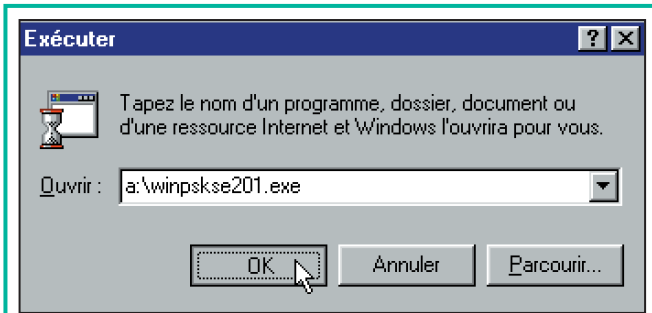 Exécuter
Tapez le nom d'un programme, dossier, document ou
d'une ressource Internet et Windows l'ouvrira pour vous.
Ouvrir : a:\winpskse201.exe
OK Annuler Parcourir...